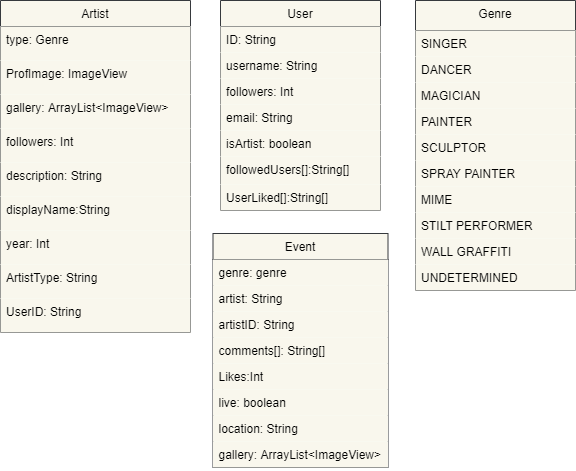 Artist
type: Genre
ProfImage: ImageView
gallery: ArrayList<ImageView>
followers: Int
description: String
displayName:String
year: Int
ArtistType: String
UserID: String
User
ID: String
username: String
followers: Int
email: String
isArtist: boolean
followedUsers[]:String[]
UserLiked[]:String[]
Event
genre: genre
artist: String
artistID: String
comments[]: String[]
Likes:Int
live: boolean
location: String
gallery: ArrayList<ImageView>
Genre
SINGER
DANCER
MAGICIAN
PAINTER
SCULPTOR
SPRAY PAINTER
MIME
STILT PERFORMER
WALL GRAFFITI
UNDETERMINED